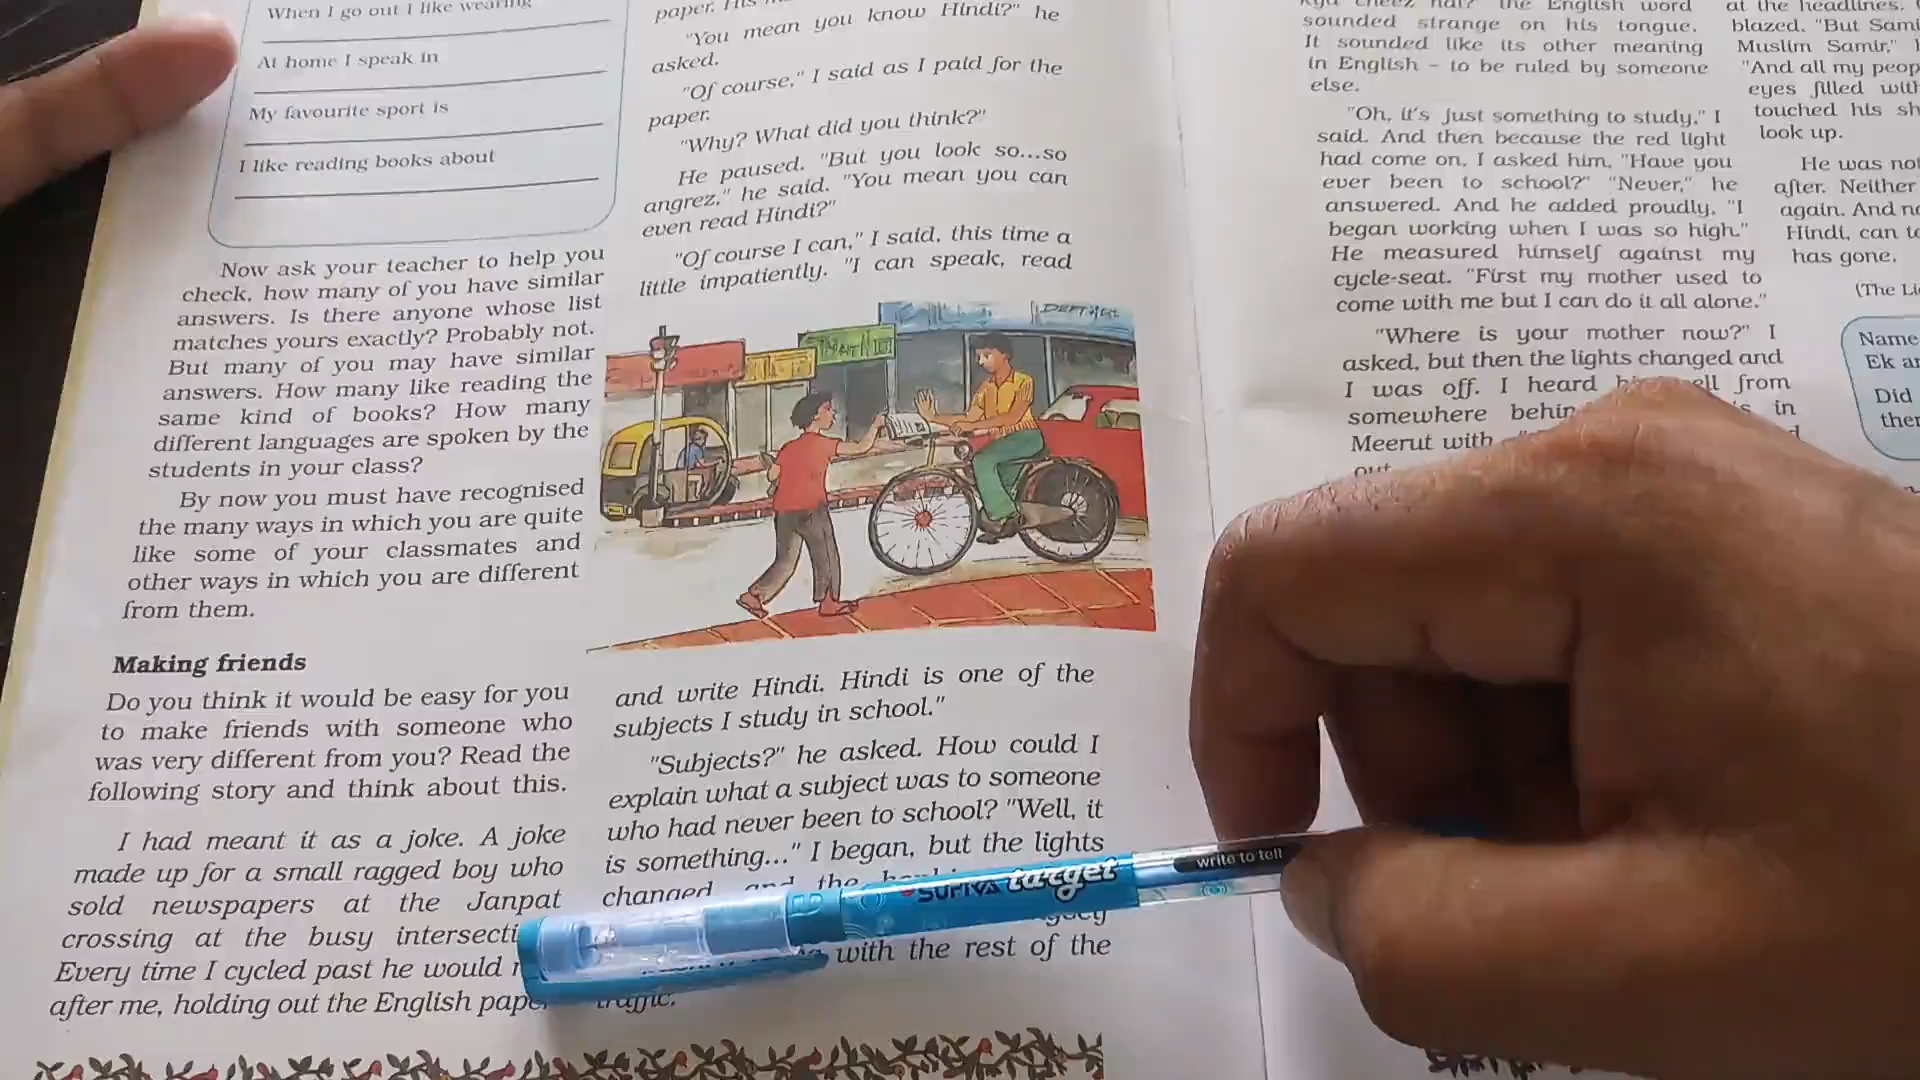 When I go out I like wearing
At home I speak in
My favourite sport is
I like reading books about
Now ask your teacher to help you
check, how many of you have similar
answers. Is there anyone whose list
matches yours exactly? Probably not.
But many of you may have similar
answers. How many like reading the
same kind of books? How many
different languages are spoken by the
students in your class?
By now you must have recognised
the many ways in which you are quite
like some of your classmates and
other ways in which you are different
from them.
Making friends
Do you think it would be easy for you
to make friends with someone who
was very different from you? Read the
following story and think about this.
I had meant it as a joke. A joke
made up for a small ragged boy who
sold newspapers at the Janpat
crossing at the busy
Every time I cycled past he would
after me, holding out the English
paper. His
"You mean you know Hindi?" he
asked.
"Of course," I said as I paid for the
paper.
"Why? What did you think?"
He paused. "But you look so...so
angrez," he said. "You mean you can
even read Hindi?"
"Of course I can," I said, this time a
little impatiently. "I can speak, read
and write Hindi. Hindi is one of the
subjects I study in school."
"Subjects?" he asked. How could I
explain what a subject was to someone
who had never been to school? "Well, it
is something..." I began, but the lights
changed, and the
with the rest of the
traffic.
target
write to tell
the English word
sounded strange on his tongue.
It sounded like its other meaning
in English – to be ruled by someone
else.
"Oh, it's just something to study," I
said. And then because the red light
had come on, I asked him, "Have you
ever been to school?" "Never," he
answered. And he added proudly, "I
began working when I was so high."
He measured himself against my
cycle-seat. "First my mother used to
come with me but I can do it all alone."
"Where is your mother now?" I
asked, but then the lights changed and
I was off. I heard from
somewhere in
Meerut with
out
at the headlines.
blazed. "But
Muslim Samir,"
"And all my
eyes filled
touched his
look up.
He was
after. Neither
again. And
Hindi, can
has gone.
(The
Name
Ek
Did